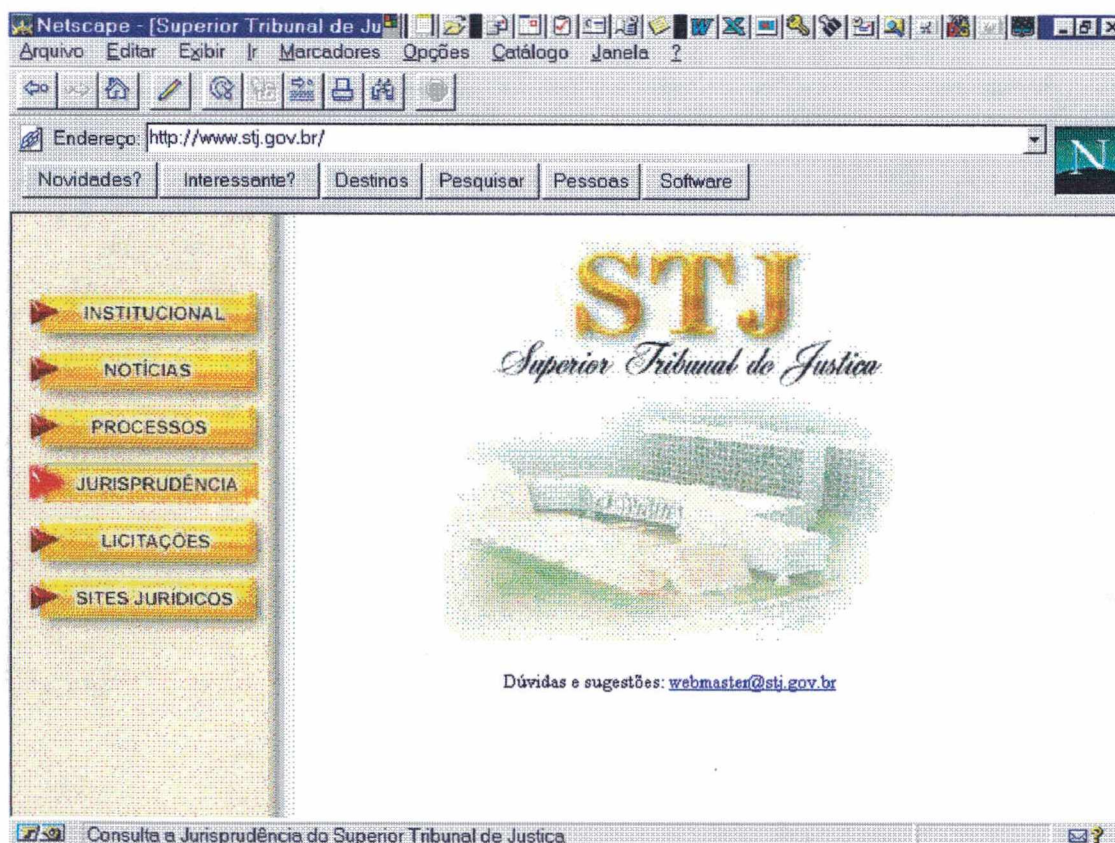 Netscape - [Superior Tribunal de Ju
Arquivo Editar Exibir Ir Marcadores Opções Catálogo Janela ?
Endereço: http://www.stj.gov.br/
N
Novidades? Interessante? Destinos Pesquisar Pessoas Software
INSTITUCIONAL
NOTÍCIAS
PROCESSOS
JURISPRUDÊNCIA
LICITAÇÕES
SITES JURÍDICOS
STJ
Superior Tribunal de Justica
Dúvidas e sugestões: webmaster@stj.gov.br
Consulta a Jurisprudência do Superior Tribunal de Justica